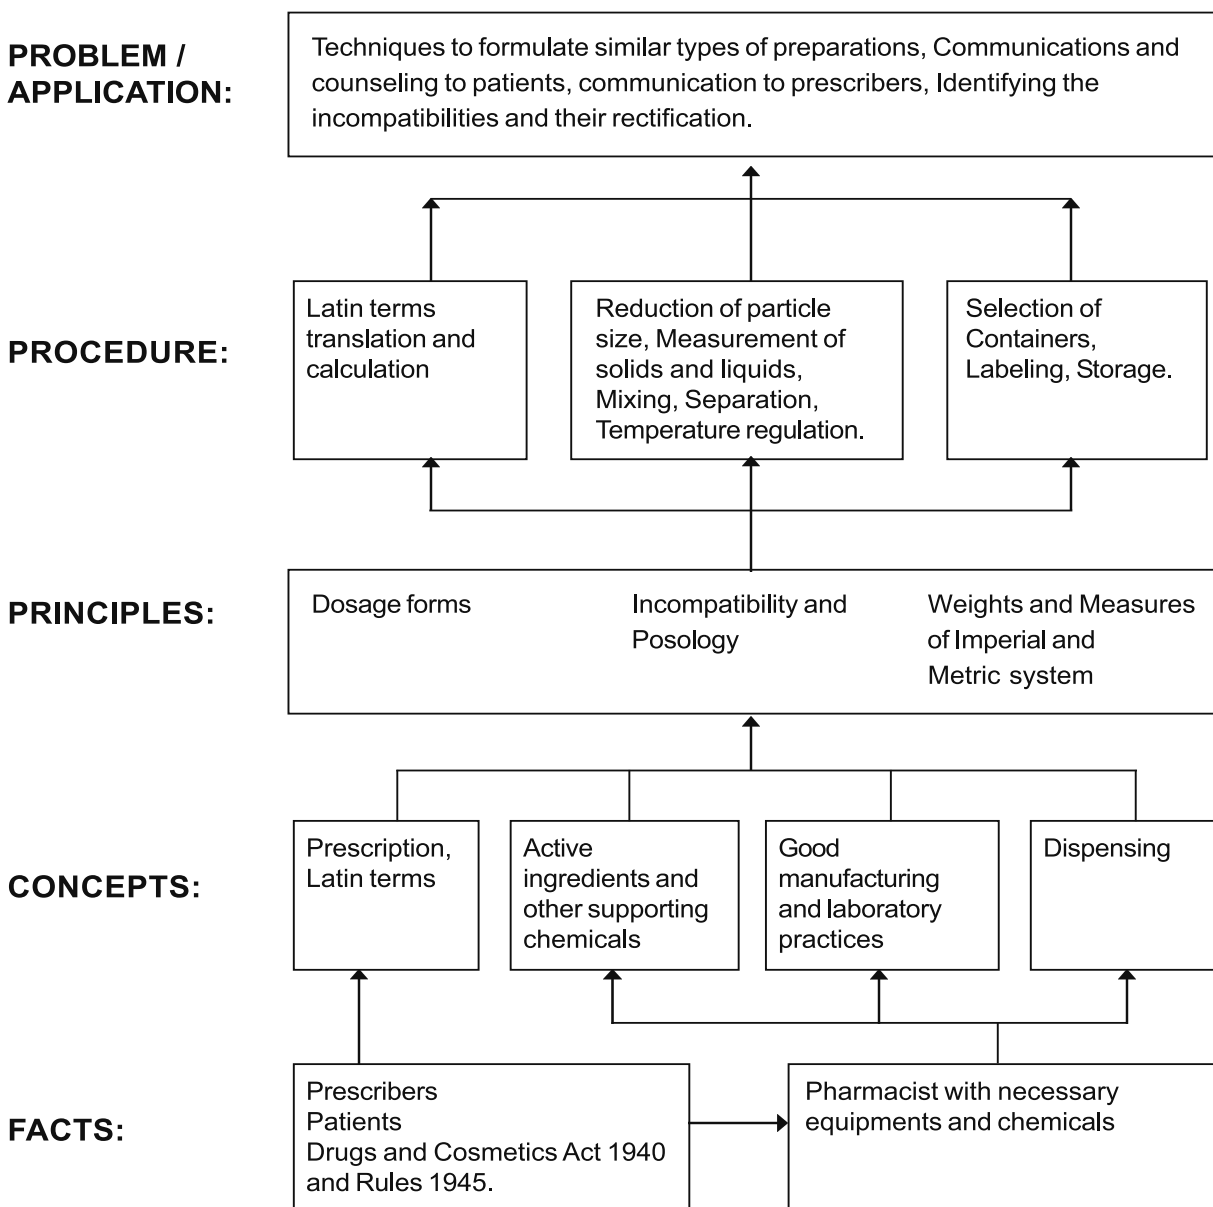 PROBLEM /
APPLICATION:
Techniques to formulate similar types of preparations, Communications and
counseling to patients, communication to prescribers, Identifying the
incompatibilities and their rectification.
PROCEDURE:
Latin terms
translation and
calculation
Reduction of particle
size, Measurement of
solids and liquids,
Mixing, Separation,
Temperature regulation.
Selection of
Containers,
Labeling, Storage.
PRINCIPLES:
Dosage forms
Incompatibility and
Posology
Weights and Measures
of Imperial and
Metric system
CONCEPTS:
Prescription,
Latin terms
Active
ingredients and
other supporting
chemicals
Good
manufacturing
and laboratory
practices
Dispensing
FACTS:
Prescribers
Patients
Drugs and Cosmetics Act 1940
and Rules 1945.
Pharmacist with necessary
equipments and chemicals